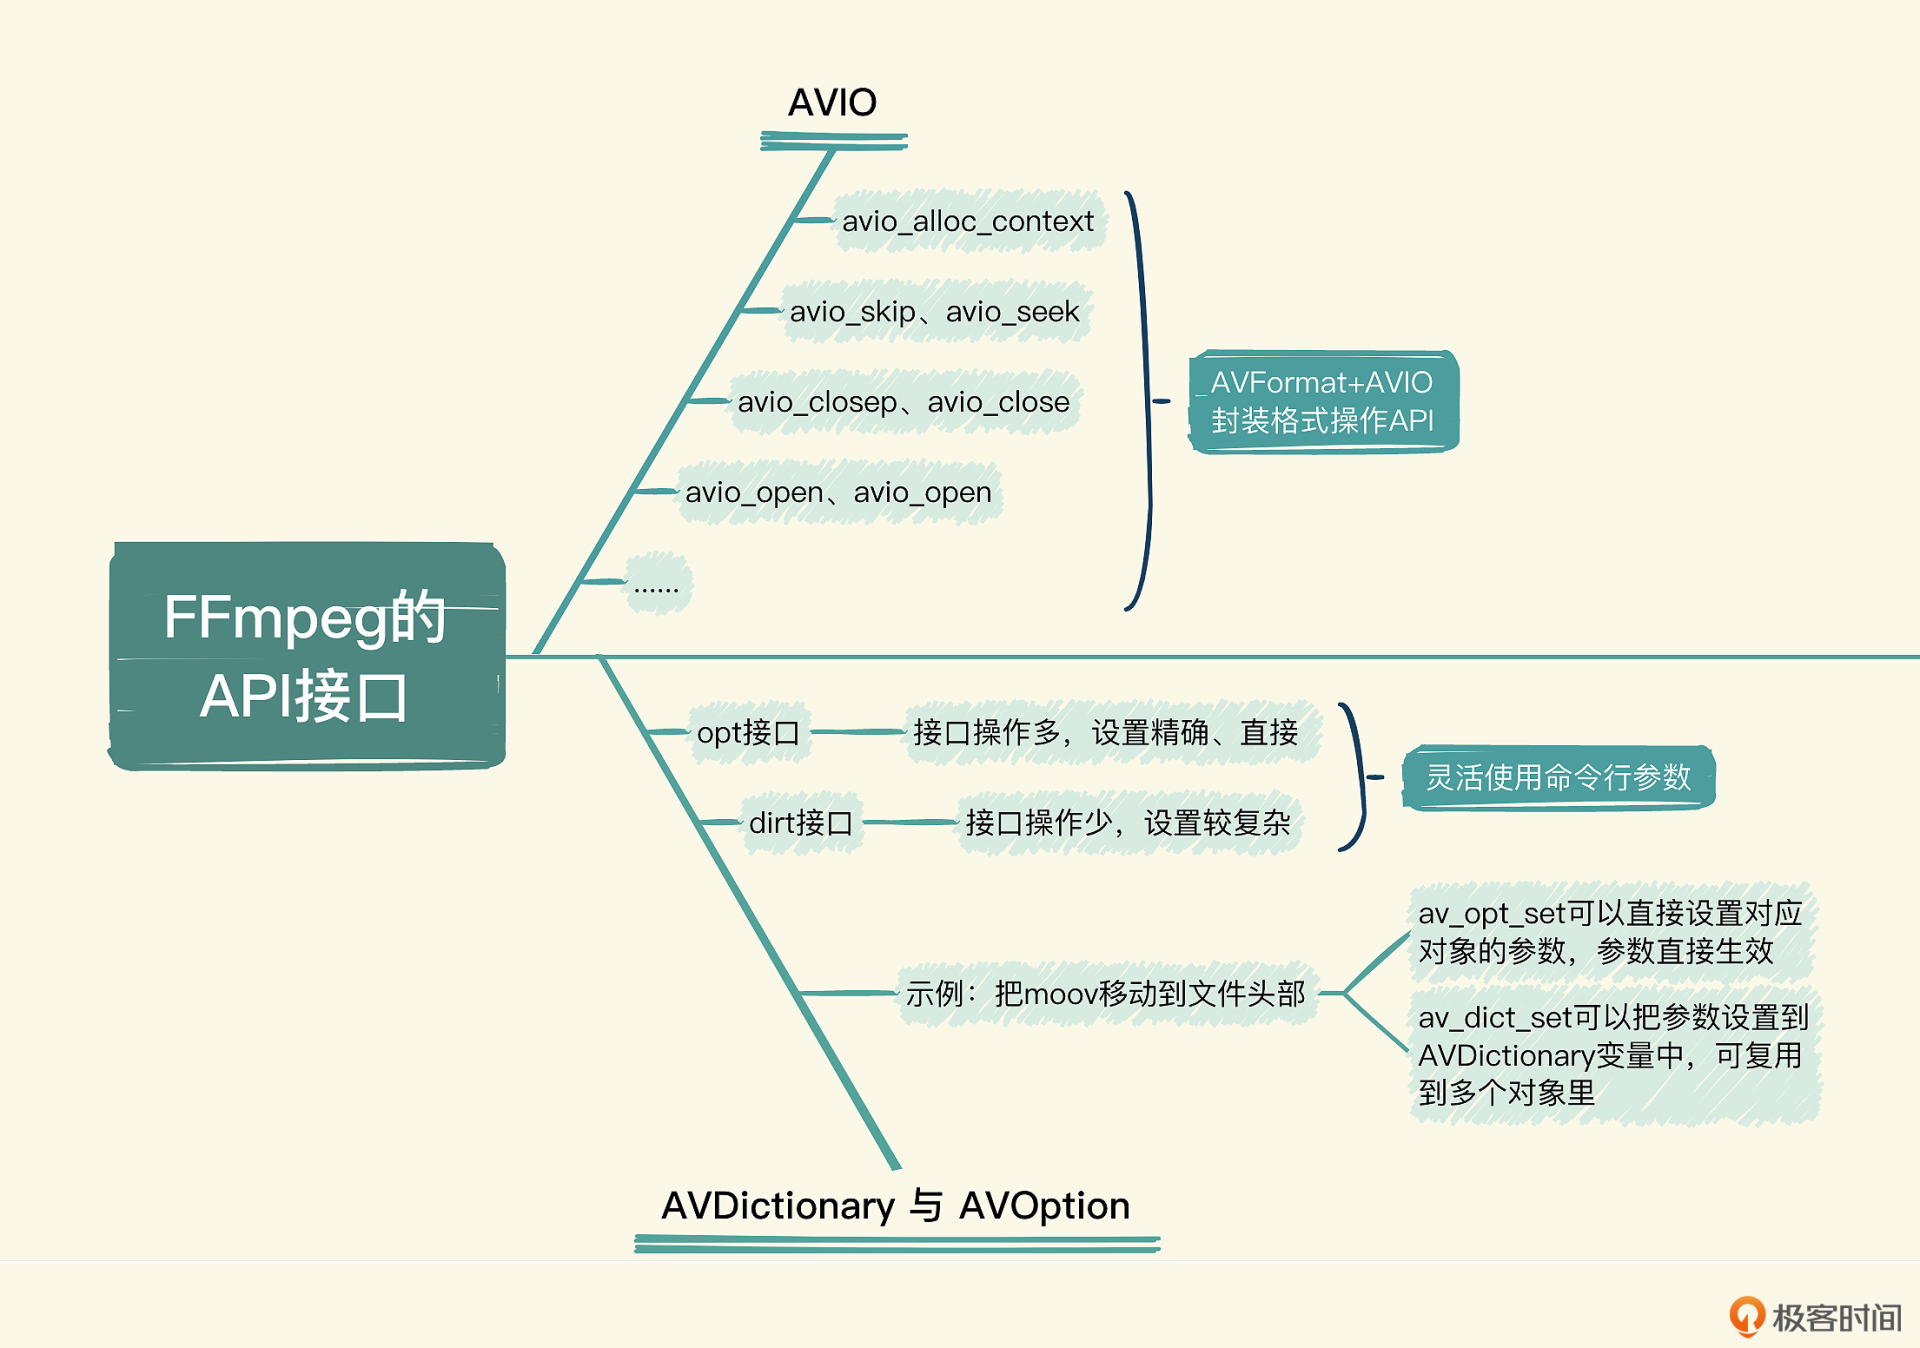 AVIO
avio_alloc_context
avio_skip、avio_seek
avio_closep、avio_close
avio_open、avio_open
......
AVFormat+AVIO
封装格式操作API
FFmpeg的
API接口
opt接口
接口操作多，设置精确、直接
dirt接口
接口操作少，设置较复杂
灵活使用命令行参数
示例：把moov移动到文件头部
av_opt_set可以直接设置对应
对象的参数，参数直接生效
av_dict_set可以把参数设置到
AVDictionary变量中，可复用
到多个对象里
AVDictionary 与 AVOption
极客时间